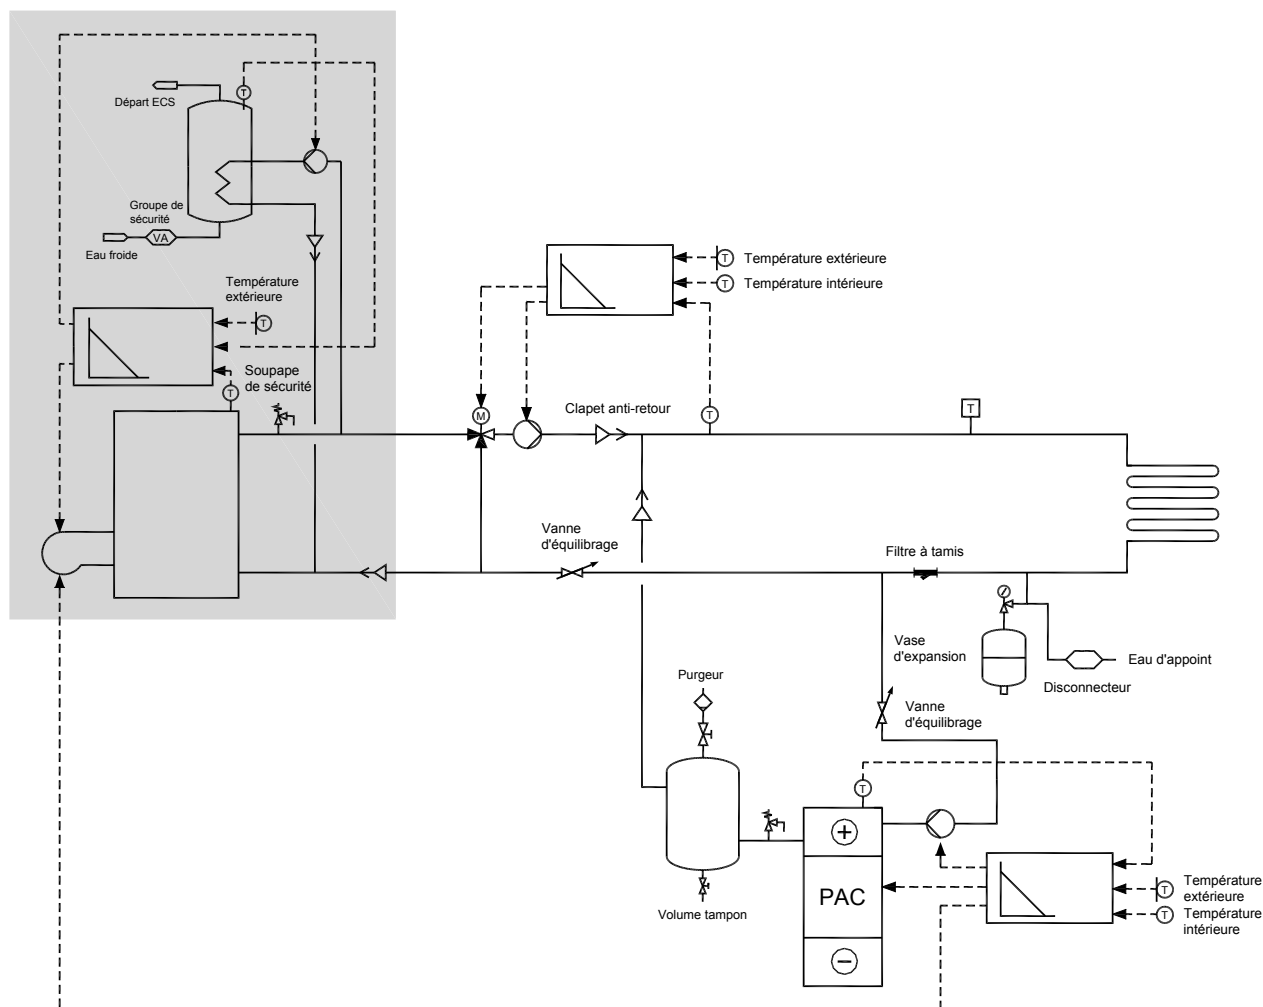 T
Départ ECS
Groupe de
sécurité
VA
Eau froide
Température
extérieure
T
Soupape
de sécurité
T
T
Température extérieure
T
Température intérieure
M
Clapet anti-retour
T
T
Vanne
d'équilibrage
Filtre à tamis
Vase
d'expansion
Eau d'appoint
Disconnecteur
Purgeur
Vanne
d'équilibrage
T
PAC
Volume tampon
T
Température
extérieure
T
Température
intérieure